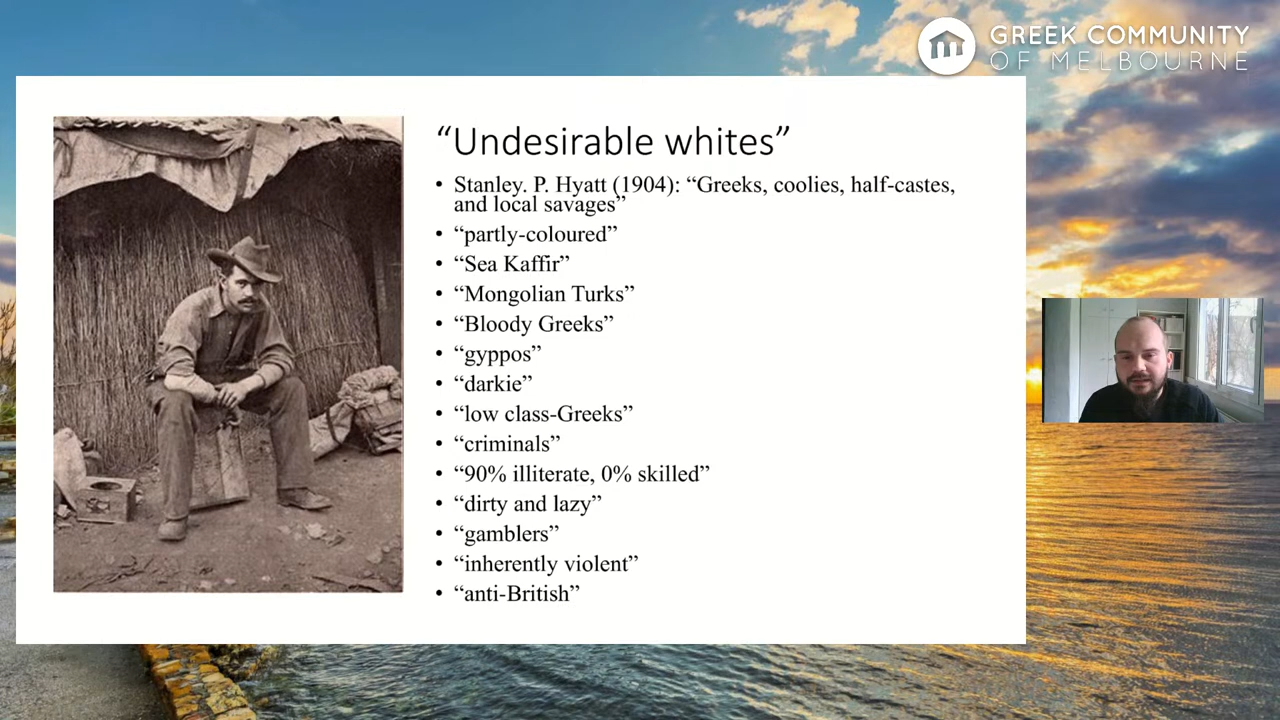 GREEK COMMUNITY
OF MELBOURNE
“Undesirable whites”
• Stanley. P. Hyatt (1904): “Greeks, coolies, half-castes,
and local savages”
• “partly-coloured”
• “Sea Kaffir”
• “Mongolian Turks”
• “Bloody Greeks”
• “gyppos”
• “darkie”
• “low class-Greeks”
• “criminals”
• “90% illiterate, 0% skilled”
• “dirty and lazy”
• “gamblers”
• “inherently violent”
• “anti-British”